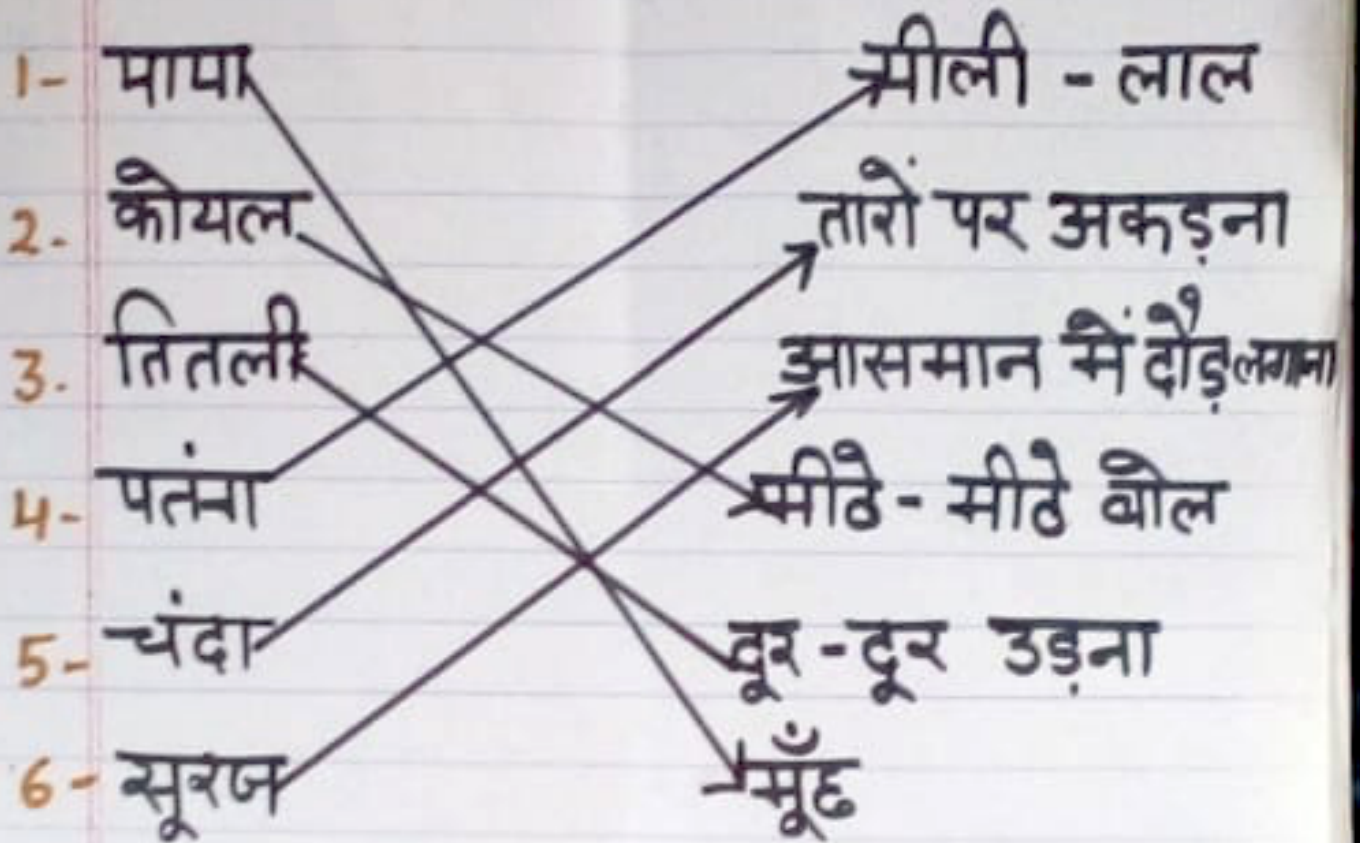 1- पापा पीली - लाल
2. कोयल तारों पर अकड़ना
3. तितली आसमान में दौड़ लगाना
4- पतंग मीठे - मीठे बोल
5- चंदा दूर - दूर उड़ना
6- सूरज मूँछ